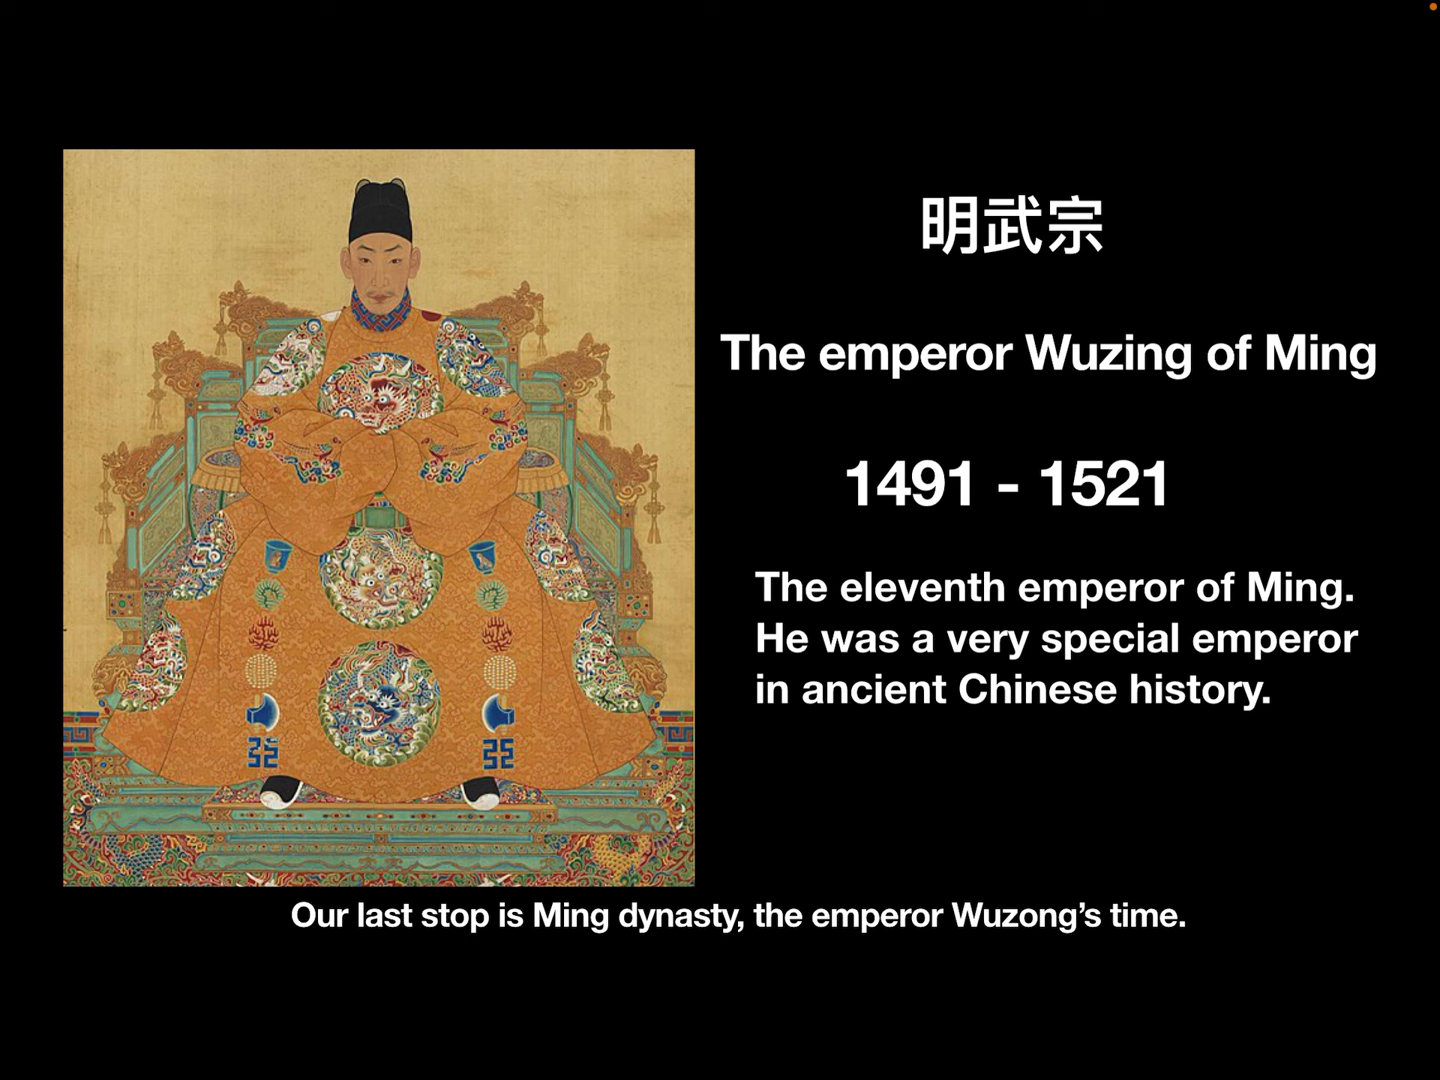 明武宗
The emperor Wuzing of Ming
1491 - 1521
The eleventh emperor of Ming.
He was a very special emperor
in ancient Chinese history.
Our last stop is Ming dynasty, the emperor Wuzong’s time.